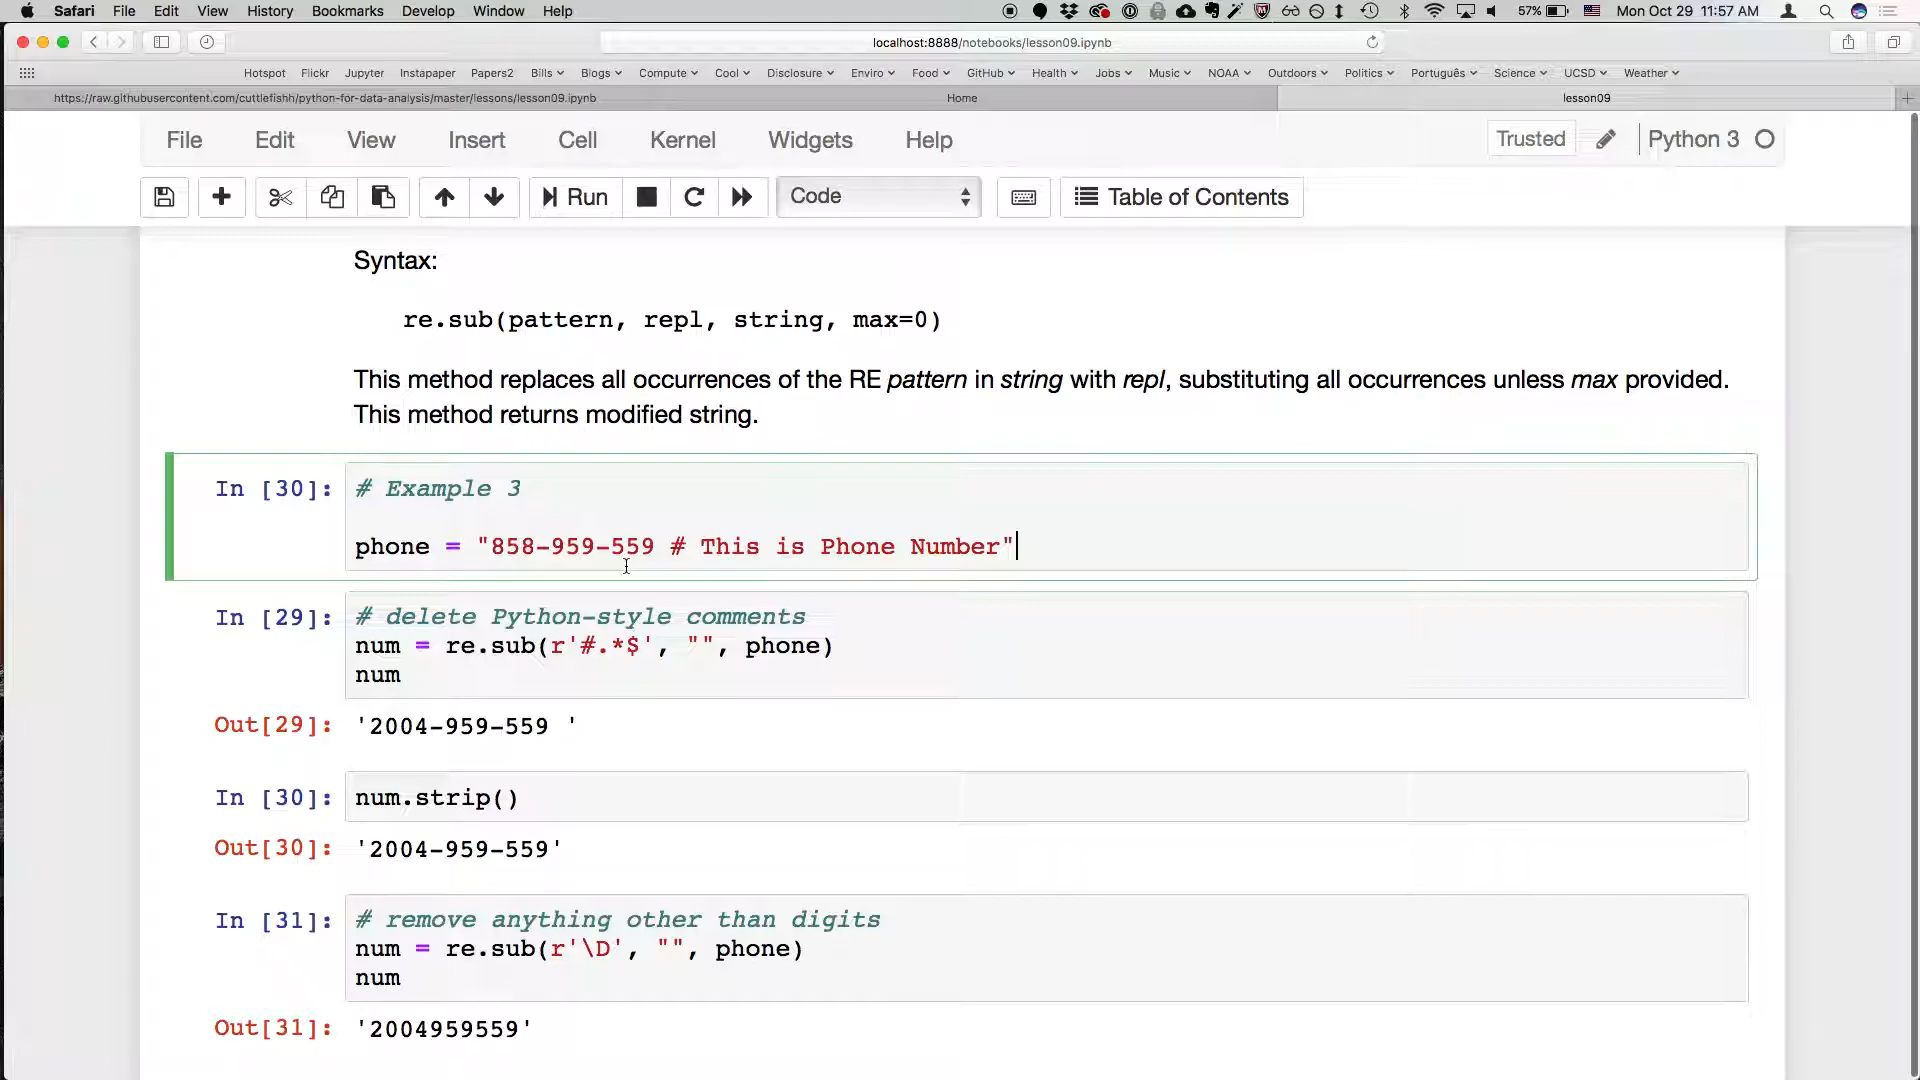 Safari File Edit View History Bookmarks Develop Window Help 57% Mon Oct 29 11:57 AM
localhost:8888/notebooks/lesson09.ipynb
Hotspot Flickr Jupyter Instapaper Papers2 Bills Blogs Compute Cool Disclosure Enviro Food GitHub Health Jobs Music NOAA Outdoors Politics Português Science UCSD Weather
https://raw.githubusercontent.com/cuttlefishh/python-for-data-analysis/master/lessons/lesson09.ipynb Home lesson09
File Edit View Insert Cell Kernel Widgets Help Trusted Python 3
Run Code Table of Contents
Syntax:
re.sub(pattern, repl, string, max=0)
This method replaces all occurrences of the RE pattern in string with repl, substituting all occurrences unless max provided.
This method returns modified string.
In [30]: # Example 3
phone = "858-959-559 # This is Phone Number"
In [29]: # delete Python-style comments
num = re.sub(r'#.*$', "", phone)
num
Out[29]: '2004-959-559 '
In [30]: num.strip()
Out[30]: '2004-959-559'
In [31]: # remove anything other than digits
num = re.sub(r'\D', "", phone)
num
Out[31]: '2004959559'